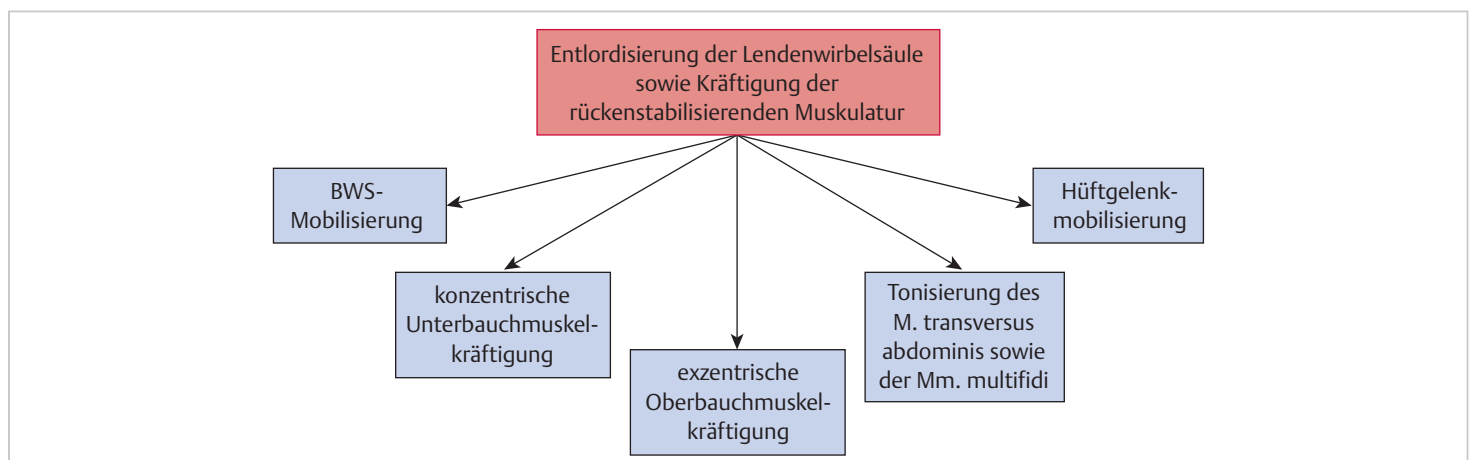 Entlordisierung der Lendenwirbelsäule
sowie Kräftigung der
rückenstabilisierenden Muskulatur
BWS-
Mobilisierung
konzentrische
Unterbauchmuskel-
kräftigung
exzentrische
Oberbauchmuskel-
kräftigung
Tonisierung des
M. transversus
abdominis sowie
der Mm. multifidi
Hüftgelenk-
mobilisierung